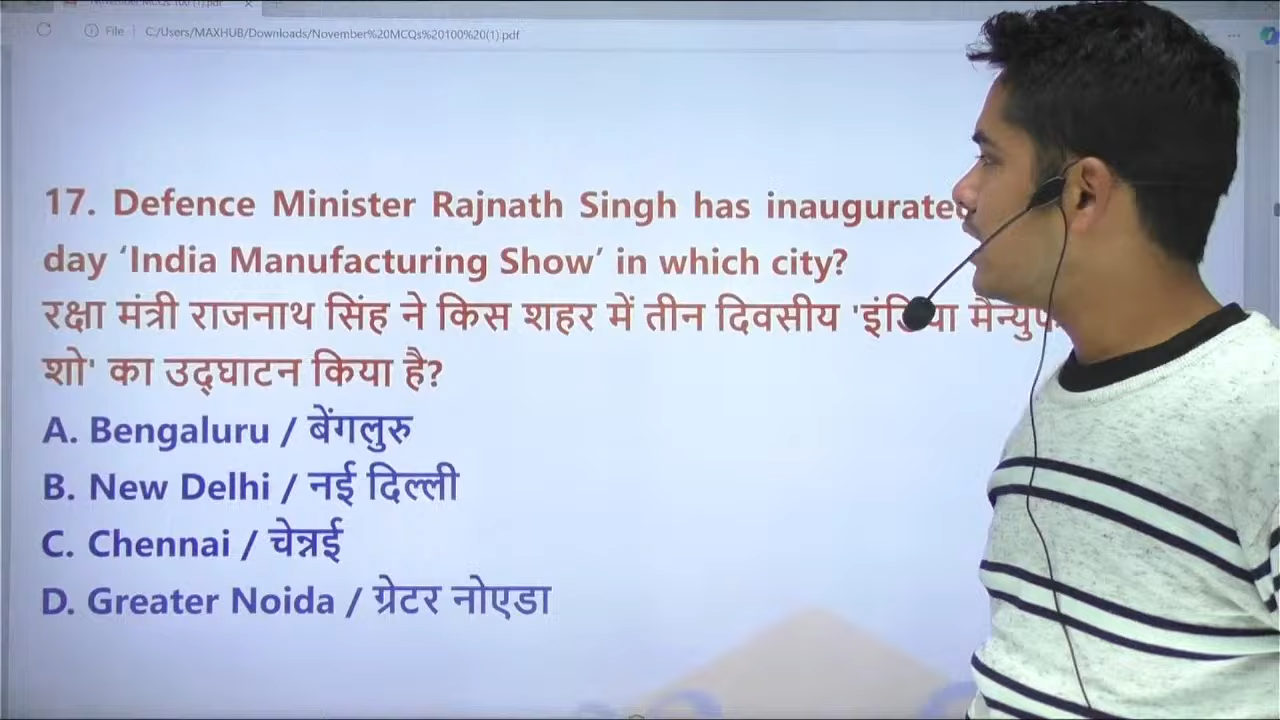 File C:/Users/MAXHUB/Downloads/November%20MCQs%20100%20(1).pdf
17. Defence Minister Rajnath Singh has inaugurated
day ‘India Manufacturing Show’ in which city?
रक्षा मंत्री राजनाथ सिंह ने किस शहर में तीन दिवसीय 'इंडिया
शो' का उद्घाटन किया है?
A. Bengaluru / बेंगलुरु
B. New Delhi / नई दिल्ली
C. Chennai / चेन्नई
D. Greater Noida / ग्रेटर नोएडा